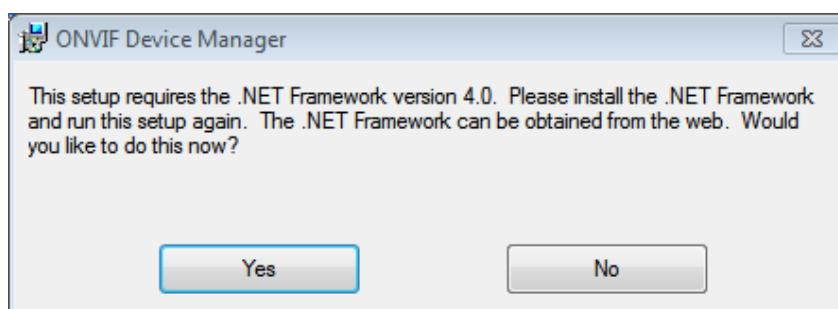 ONVIF Device Manager
This setup requires the .NET Framework version 4.0.  Please install the .NET Framework
and run this setup again.  The .NET Framework can be obtained from the web.  Would
you like to do this now?
Yes
No